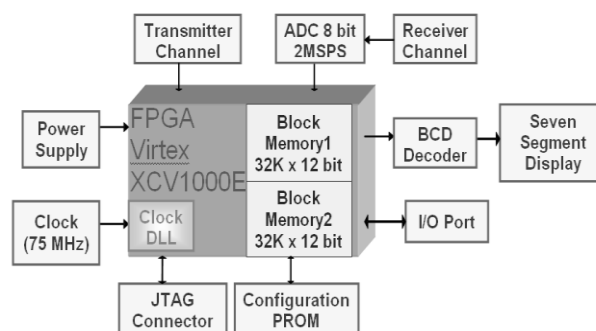 Transmitter
Channel
ADC 8 bit
2MSPS
Receiver
Channel
Power
Supply
FPGA
Virtex
XCV1000E
Block
Memory1
32K x 12 bit
BCD
Decoder
Seven
Segment
Display
Clock
(75 MHz)
Clock
DLL
Block
Memory2
32K x 12 bit
I/O Port
JTAG
Connector
Configuration
PROM